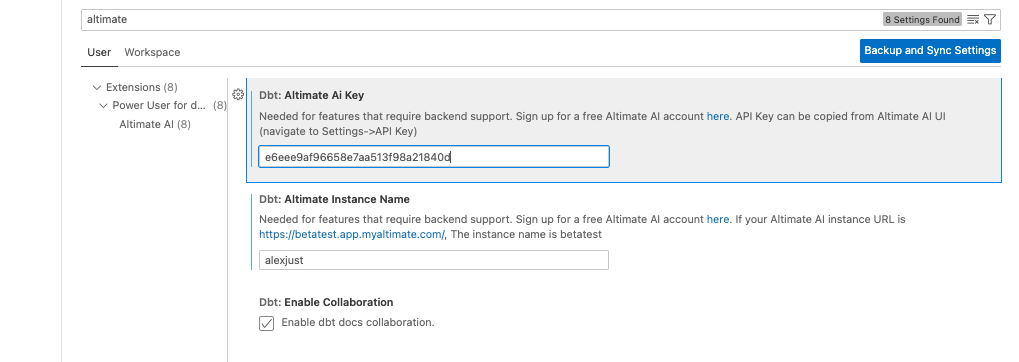 altimate
8 Settings Found
User
Workspace
Backup and Sync Settings
Extensions (8)
Power User for d... (8)
Altimate AI (8)
Dbt: Altimate Ai Key
Needed for features that require backend support. Sign up for a free Altimate AI account here. API Key can be copied from Altimate AI UI
(navigate to Settings->API Key)
e6eee9af96658e7aa513f98a21840d
Dbt: Altimate Instance Name
Needed for features that require backend support. Sign up for a free Altimate AI account here. If your Altimate AI instance URL is
https://betatest.app.myaltimate.com/, The instance name is betatest
alexjust
Dbt: Enable Collaboration
Enable dbt docs collaboration.